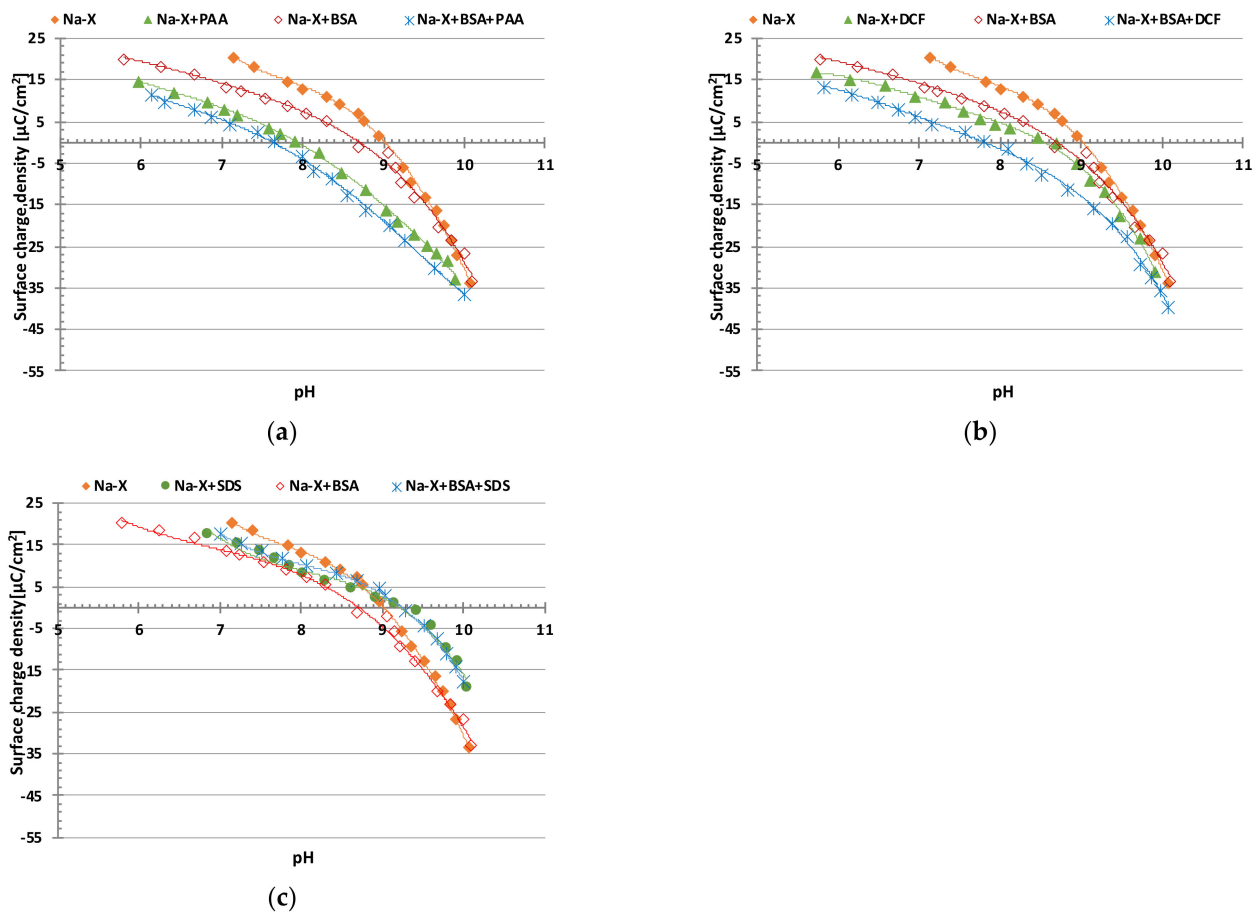 Na-X Na-X+PAA Na-X+BSA Na-X+BSA+PAA
25
15
5
-5
-15
-25
-35
-45
-55
5 6 7 8 9 10 11
Surface charge density [µC/cm²]
pH
(a)
Na-X Na-X+DCF Na-X+BSA Na-X+BSA+DCF
25
15
5
-5
-15
-25
-35
-45
-55
5 6 7 8 9 10 11
Surface charge density [µC/cm²]
pH
(b)
Na-X Na-X+SDS Na-X+BSA Na-X+BSA+SDS
25
15
5
-5
-15
-25
-35
-45
-55
5 6 7 8 9 10 11
Surface charge density[µC/cm²]
pH
(c)